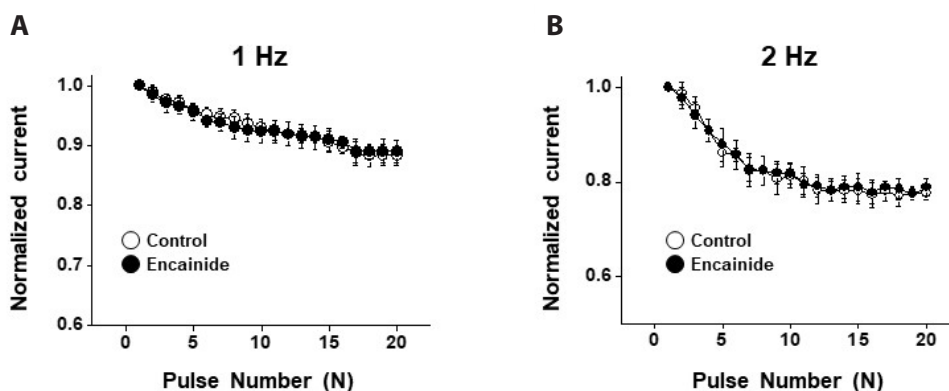 A
B
1 Hz
2 Hz
Normalized current
1.0
0.9
0.8
0.7
0.6
Control
Encainide
0 5 10 15 20
Pulse Number (N)
Normalized current
1.0
0.8
0.6
Control
Encainide
0 5 10 15 20
Pulse Number (N)